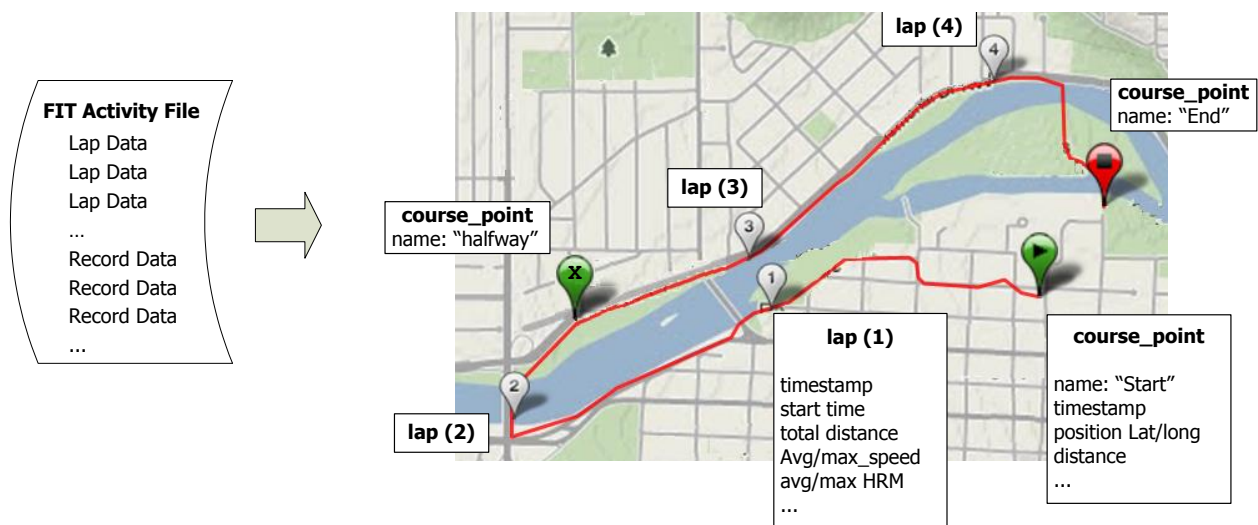 FIT Activity File
Lap Data
Lap Data
Lap Data
...
Record Data
Record Data
Record Data
...
lap (4)
4
course_point
name: “End”
lap (3)
3
course_point
name: “halfway”
X
1
2
lap (2)
lap (1)
timestamp
start time
total distance
Avg/max_speed
avg/max HRM
...
course_point
name: “Start”
timestamp
position Lat/long
distance
...